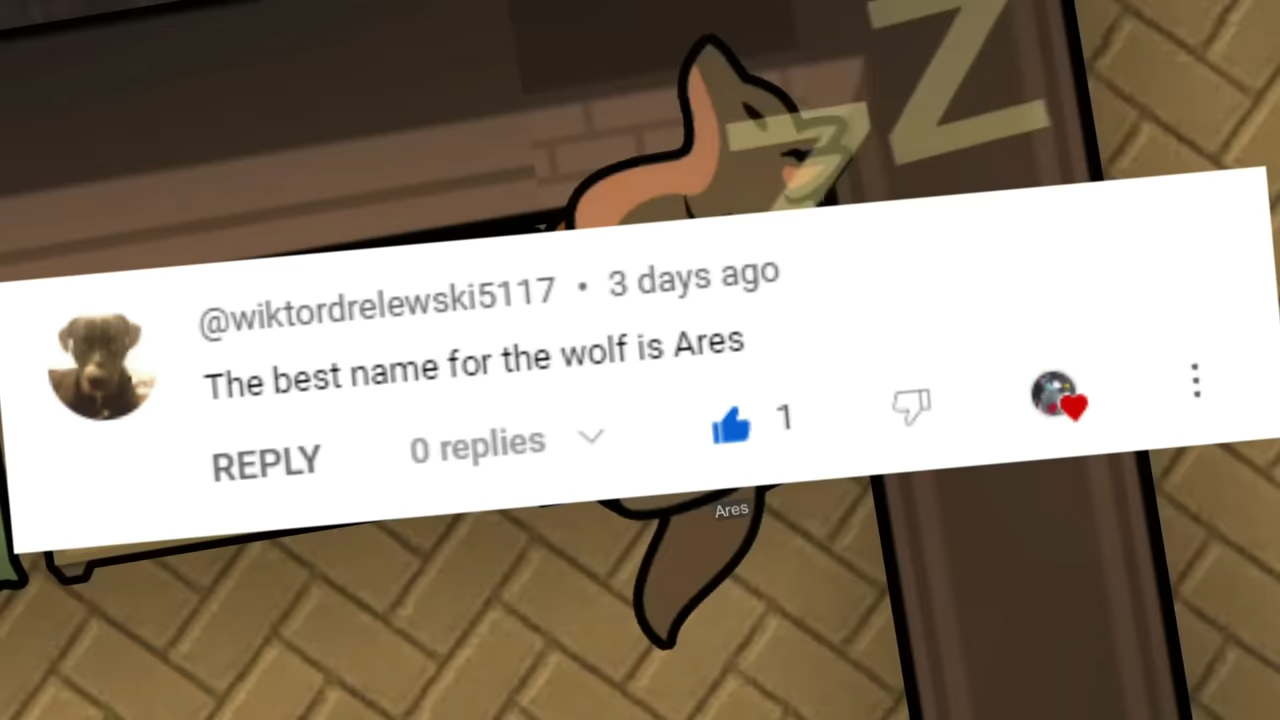 Z
Z
@wiktordrelewski5117 • 3 days ago
The best name for the wolf is Ares
REPLY 0 replies 1
Ares